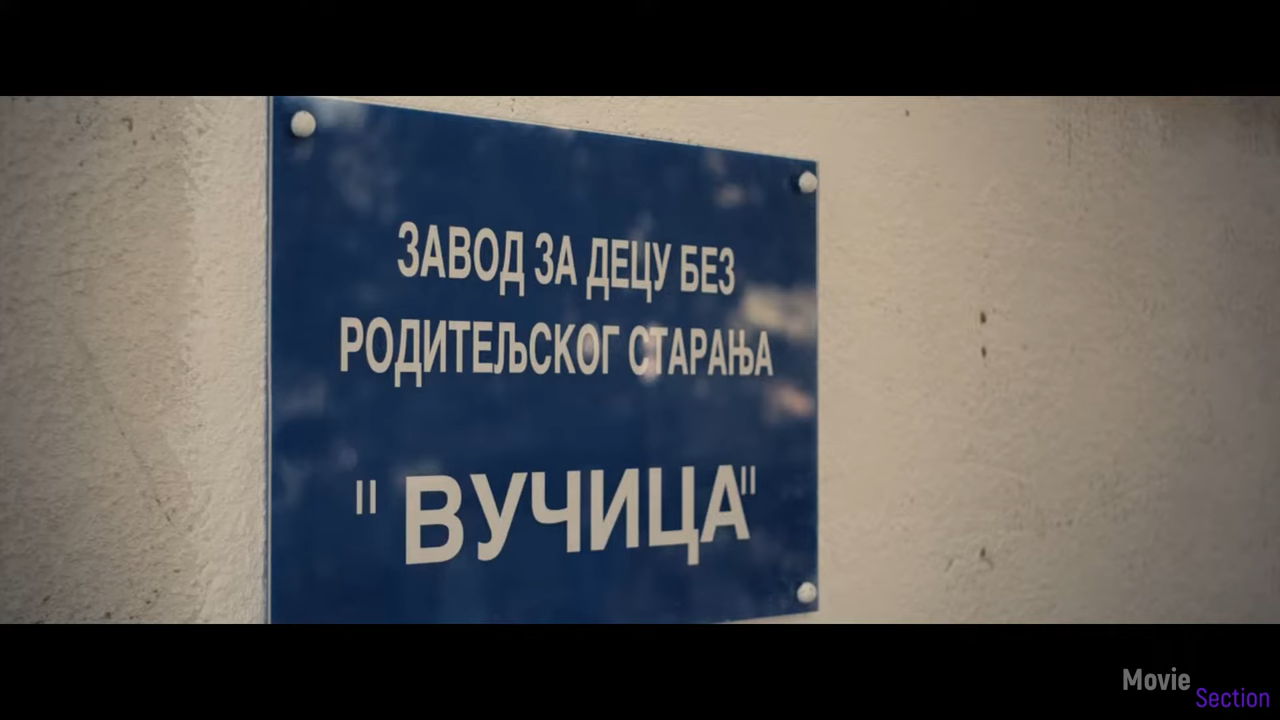 ЗАВОД ЗА ДЕЦУ БЕЗ
РОДИТЕЉСКОГ СТАРАЊА
"ВУЧИЦА"
Movie
Section